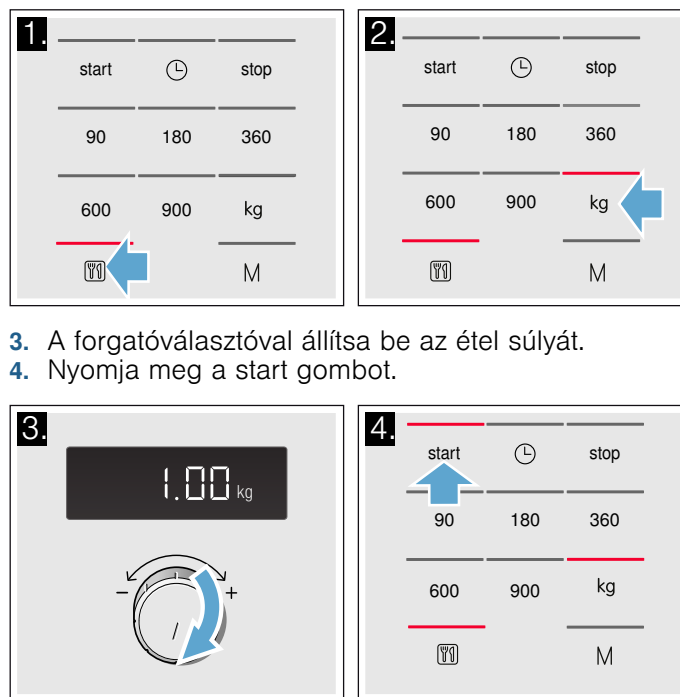 1.
start stop
90 180 360
600 900 kg
M
2.
start stop
90 180 360
600 900 kg
M
3. A forgatóválasztóval állítsa be az étel súlyát.
4. Nyomja meg a start gombot.
3.
1.00 kg
- +
4.
start stop
90 180 360
600 900 kg
M